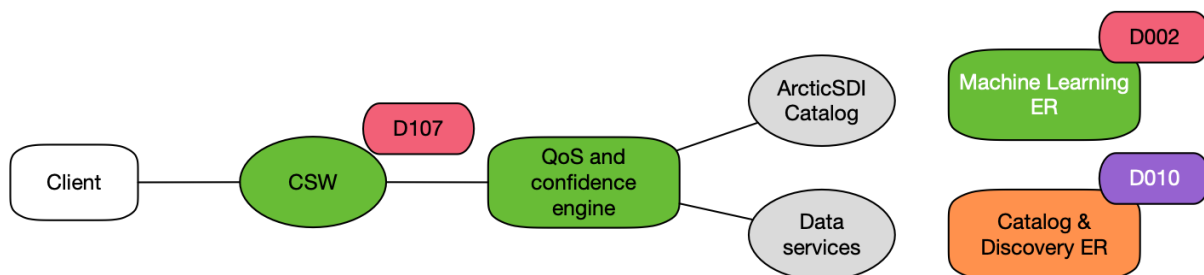 Client
CSW
D107
QoS and
confidence
engine
ArcticSDI
Catalog
Data
services
D002
Machine Learning
ER
D010
Catalog &
Discovery ER